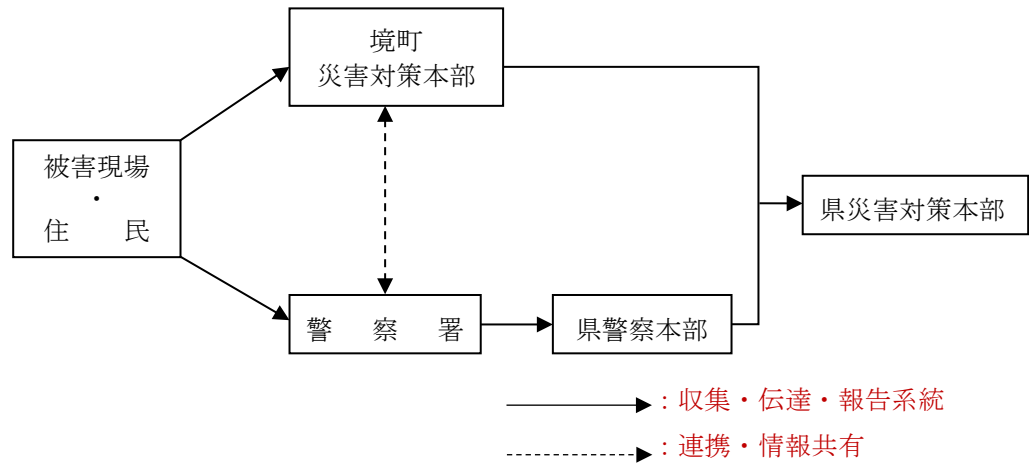 境町
災害対策本部
被害現場
・
住　　民
県災害対策本部
警　察　署
県警察本部
：収集・伝達・報告系統
：連携・情報共有